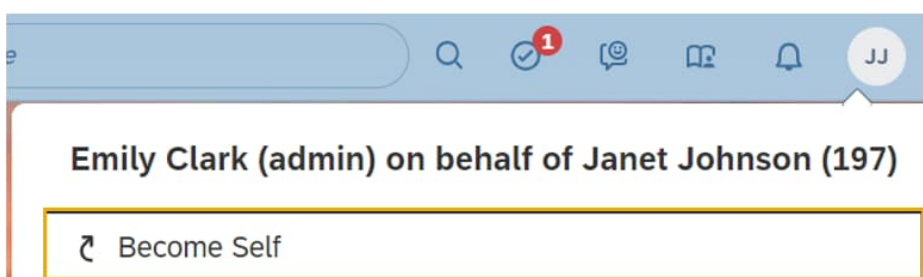 e
1
JJ
Emily Clark (admin) on behalf of Janet Johnson (197)
Become Self